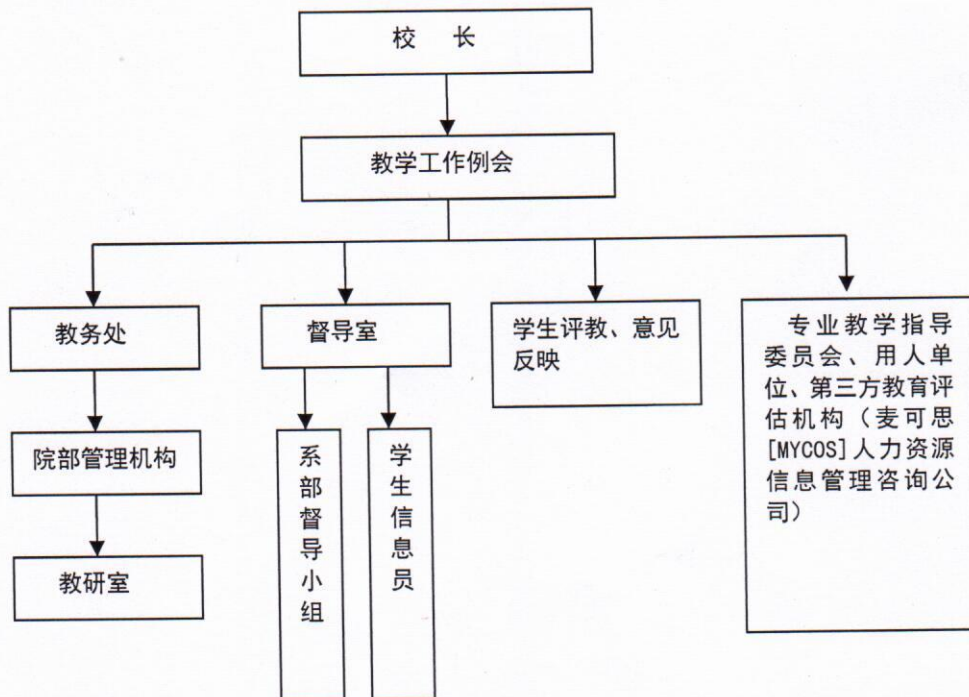 校 长
教学工作例会
教务处
督导室
学生评教、意见
反映
专业教学指导
委员会、用人单
位、第三方教育评
估机构（麦可思
[MYCOS]人力资源
信息管理咨询公
司）
院部管理机构
系部督导小组
学生信息员
教研室